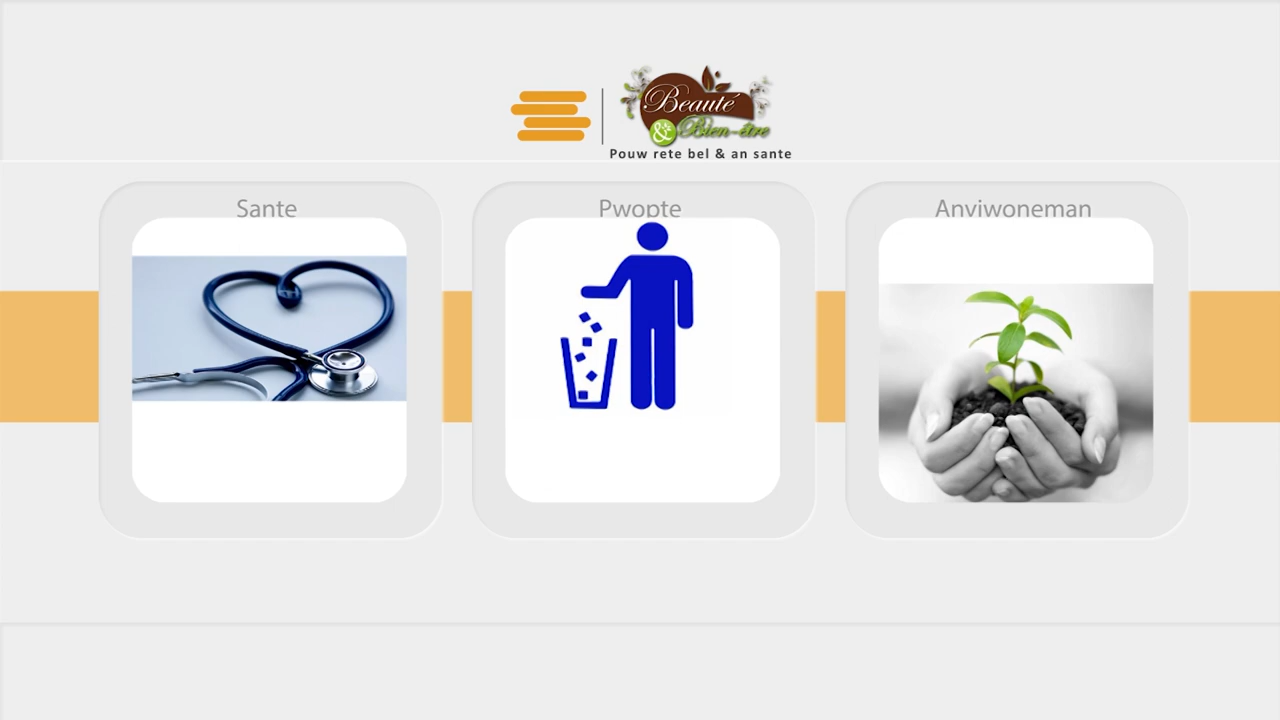 Beauté
& Bien-être
Pouw rete bel & an sante
Sante
Pwopte
Anviwoneman